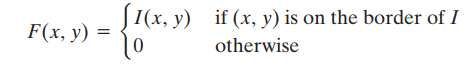 F(x, y) = { I(x, y) if (x, y) is on the border of I
0 otherwise